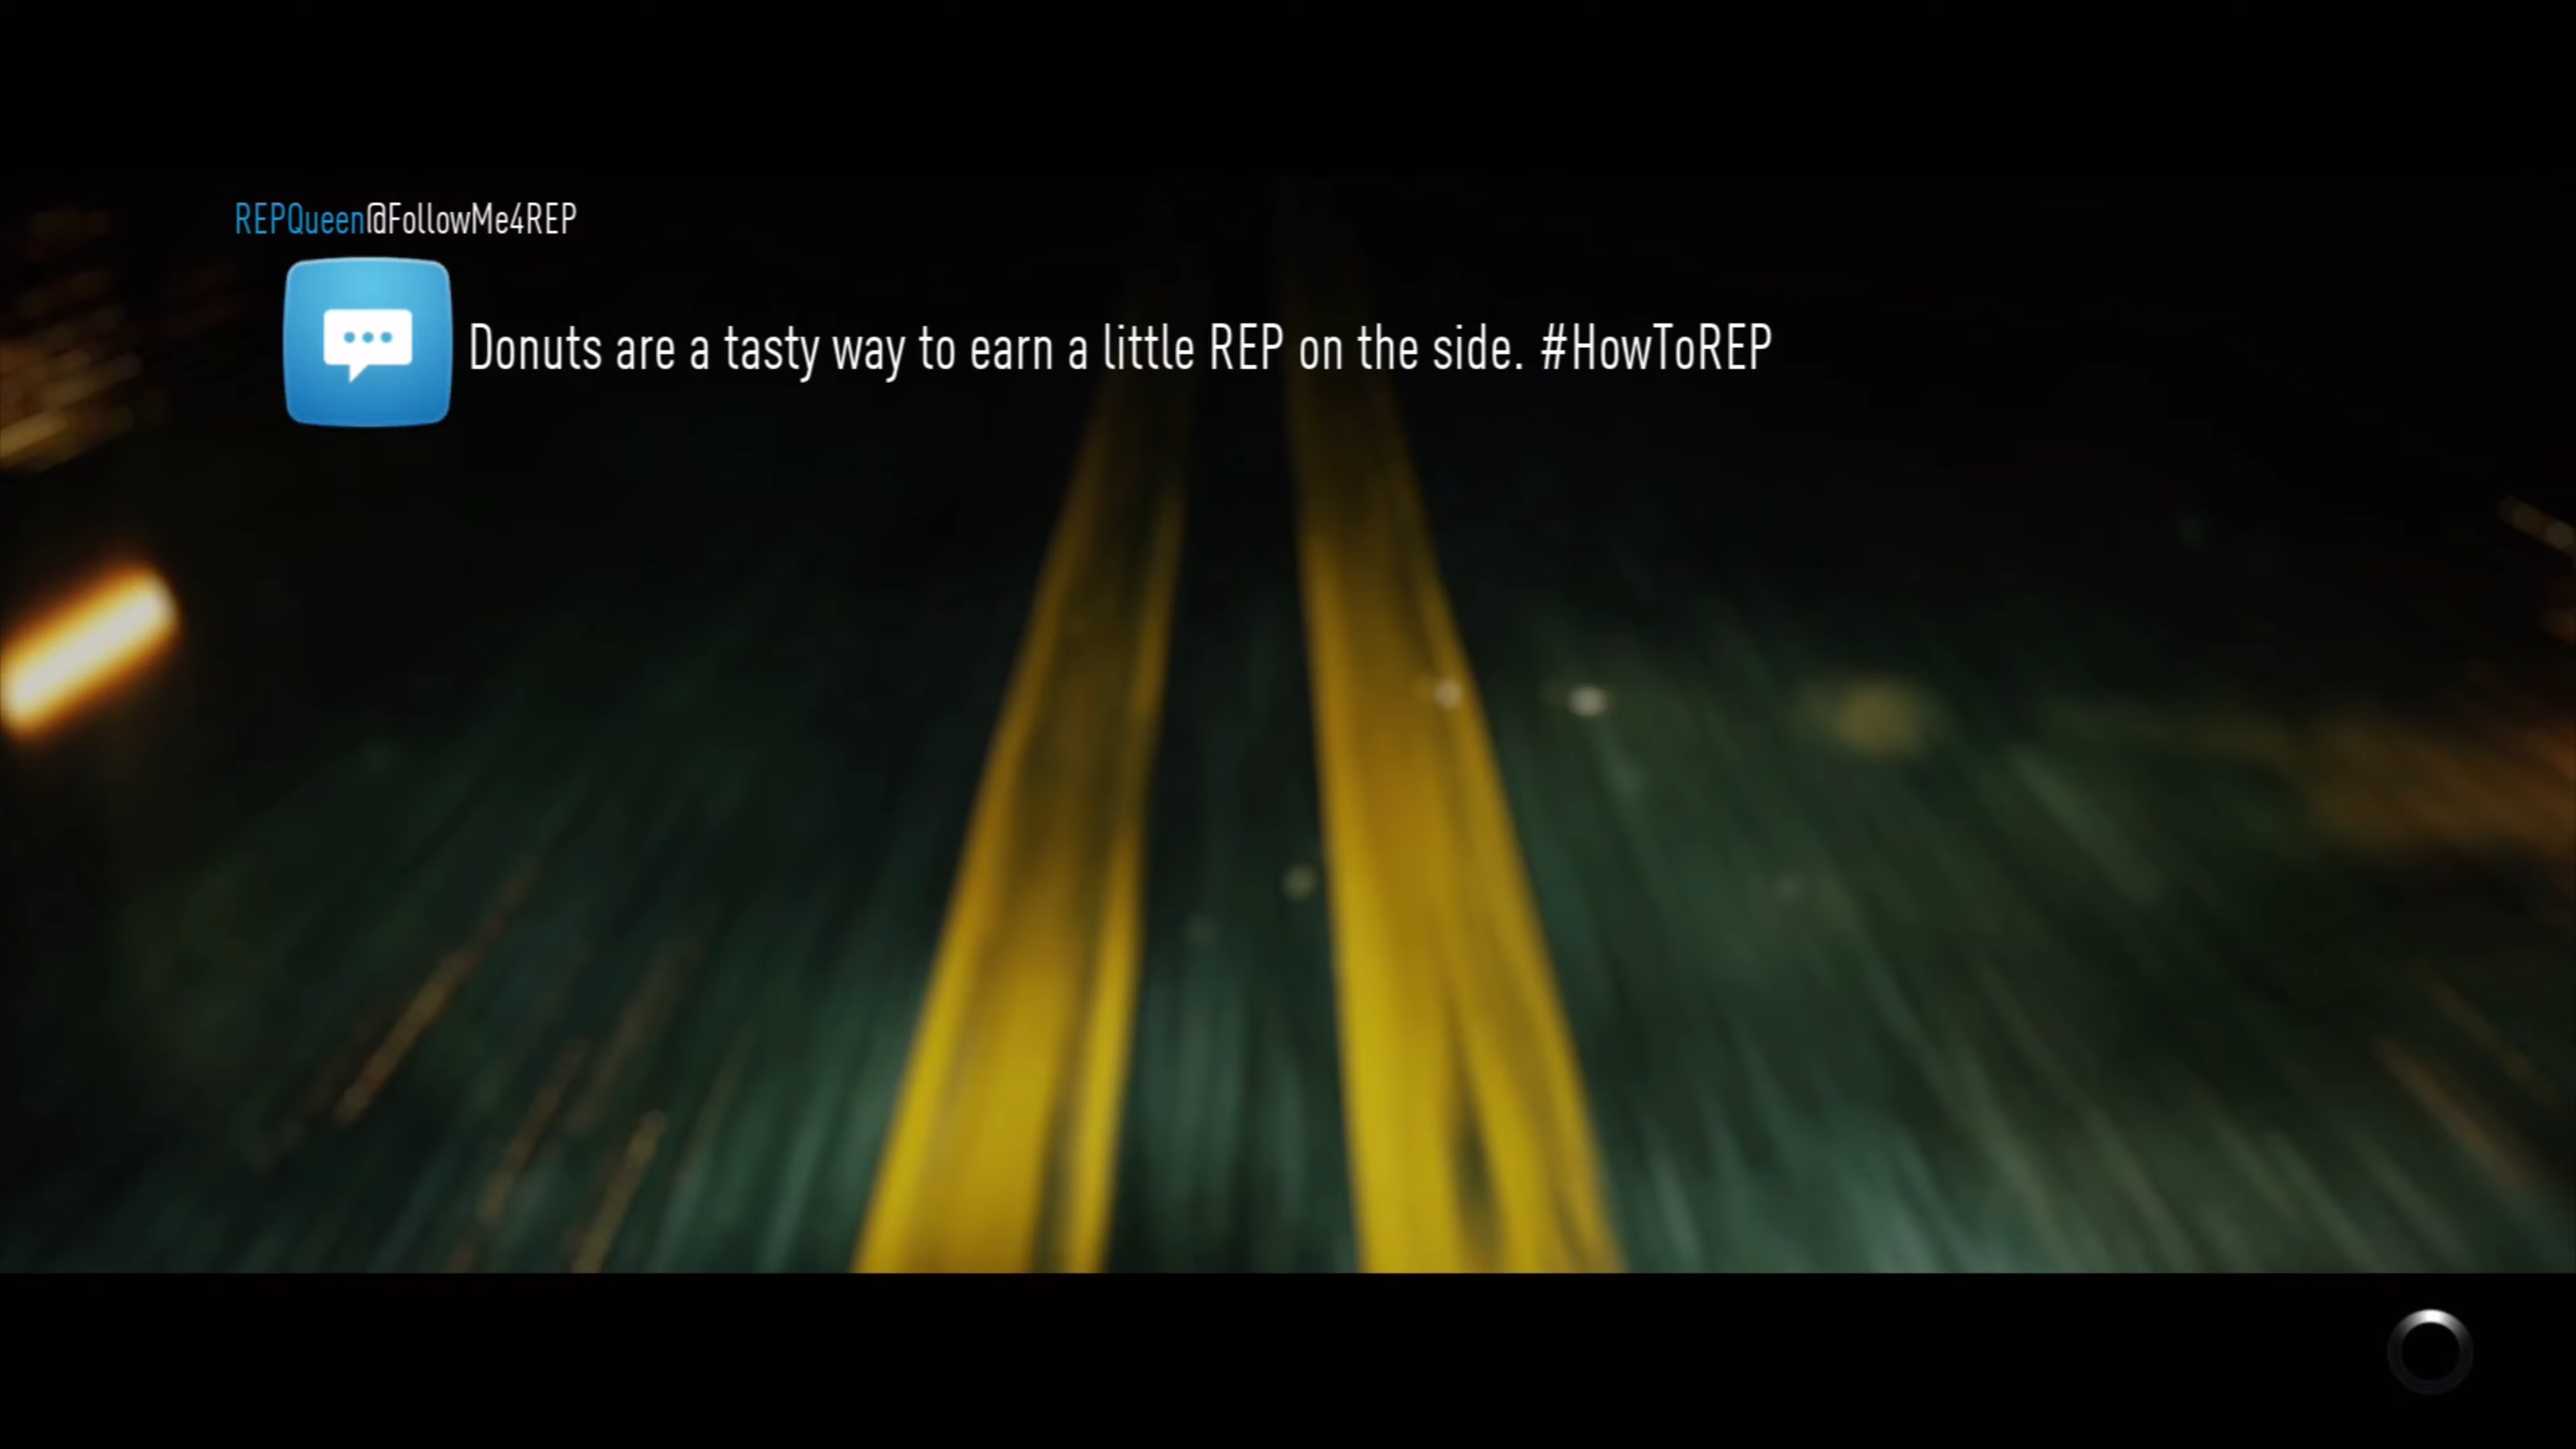 REPQueen@FollowMe4REP
Donuts are a tasty way to earn a little REP on the side. #HowToREP